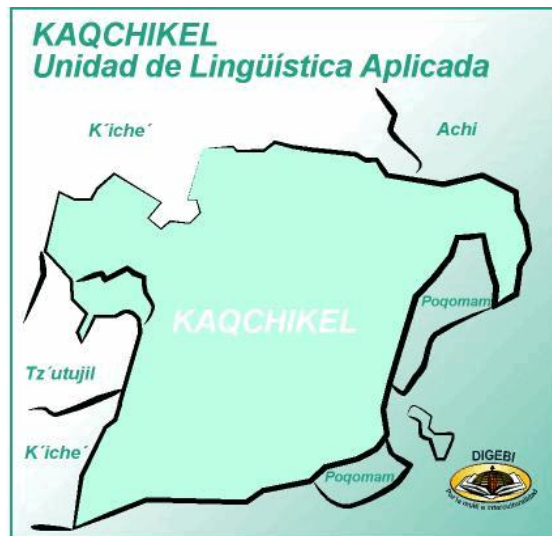 KAQCHIKEL
Unidad de Lingüística Aplicada
K´iche´
Achi
KAQCHIKEL
Poqomam
Tz´utujil
K´iche´
Poqomam
DIGEBI